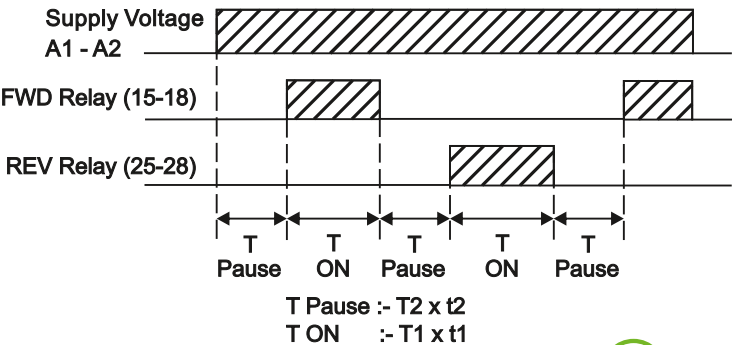 Supply Voltage
A1 - A2
FWD Relay (15-18)
REV Relay (25-28)
T Pause
T ON
T Pause
T ON
T Pause
T Pause :- T2 x t2
T ON :- T1 x t1